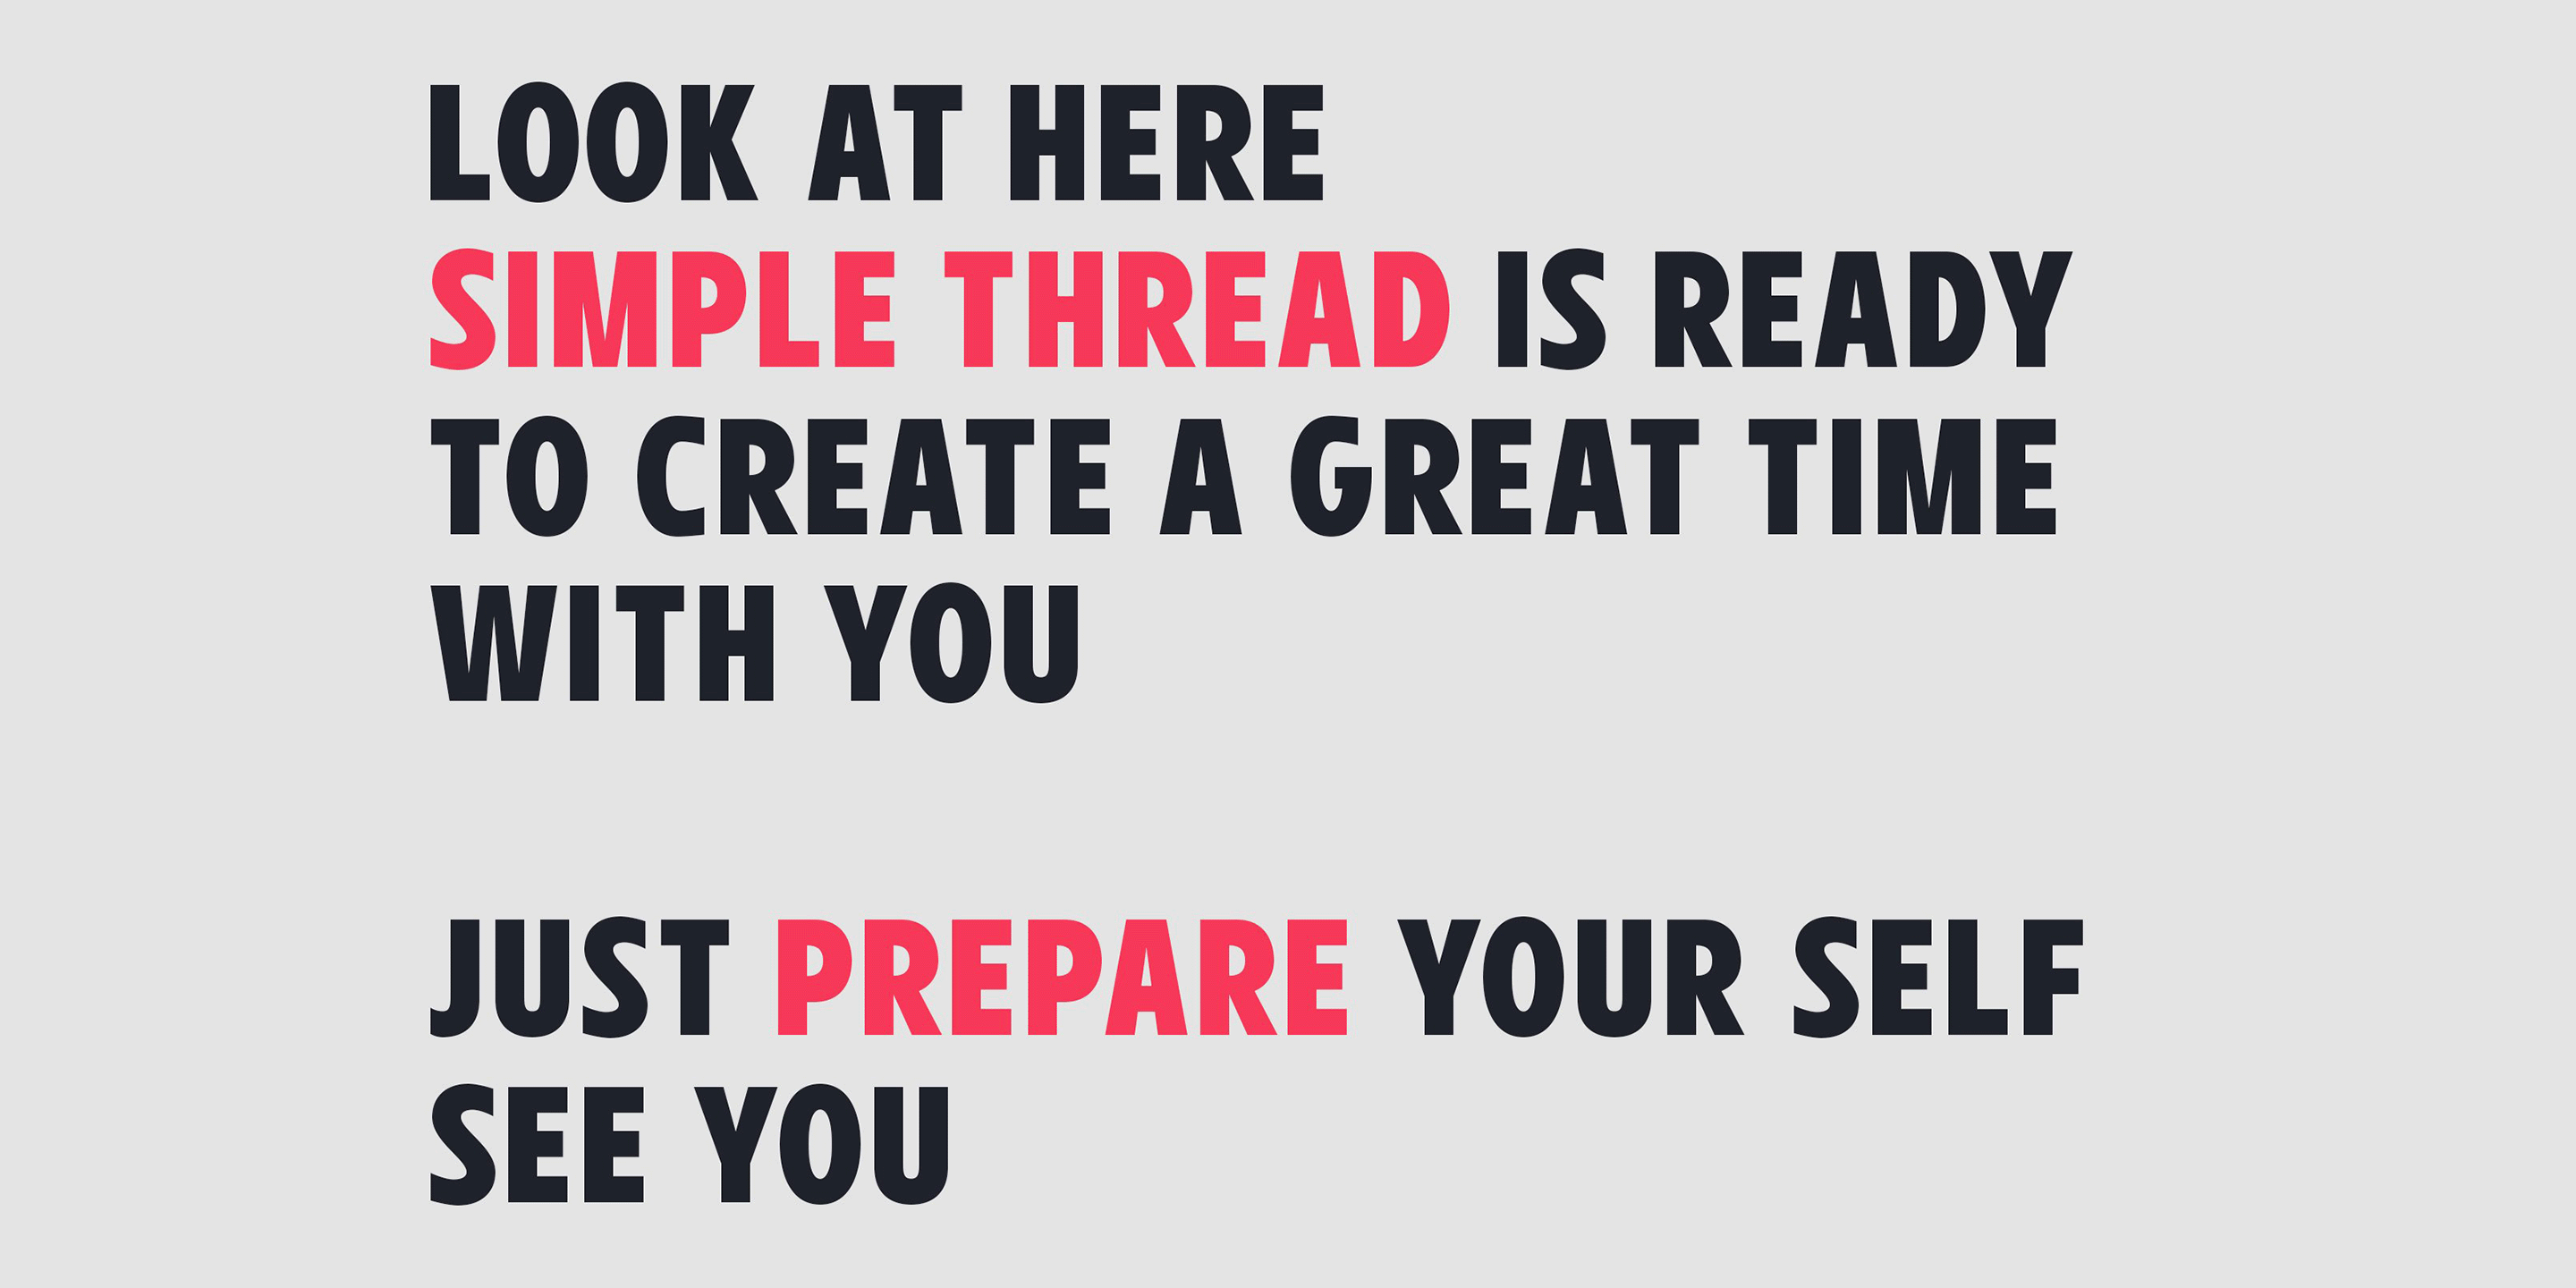 LOOK AT HERE
SIMPLE THREAD IS READY
TO CREATE A GREAT TIME
WITH YOU
JUST PREPARE YOUR SELF
SEE YOU